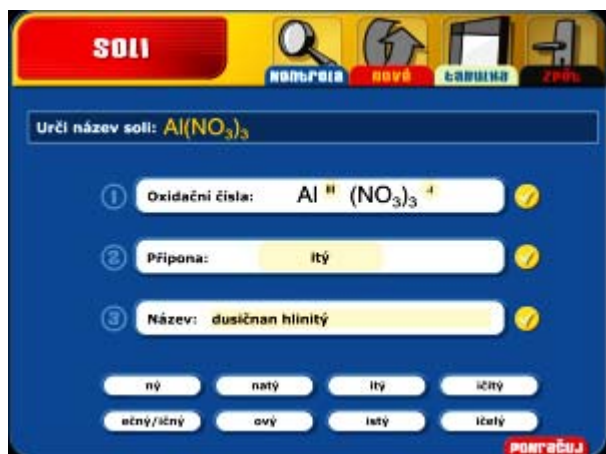 SOLI
kontrola nové tabulka zpět
Urči název soli: Al(NO₃)₃
1 Oxidační čísla: Al III (NO₃)₃ -I
2 Přípona: itý
3 Název: dusičnan hlinitý
ný natý itý ičitý
ečný/ičný ový istý ičelý
POKRAČUJ